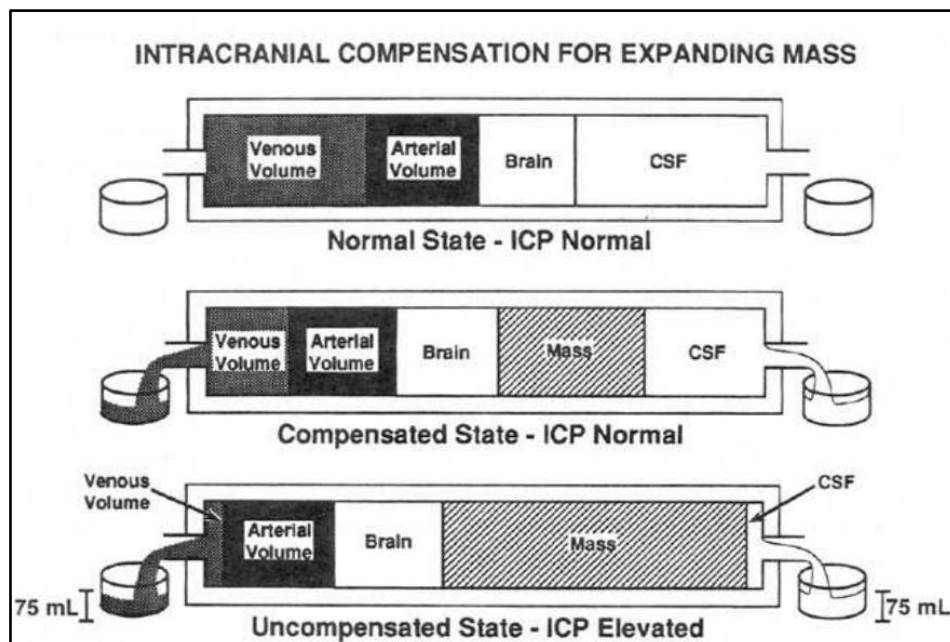 INTRACRANIAL COMPENSATION FOR EXPANDING MASS
Venous
Volume
Arterial
Volume
Brain
CSF
Normal State - ICP Normal
Venous
Volume
Arterial
Volume
Brain
Mass
CSF
Compensated State - ICP Normal
Venous
Volume
CSF
Arterial
Volume
Brain
Mass
75 mL
75 mL
Uncompensated State - ICP Elevated